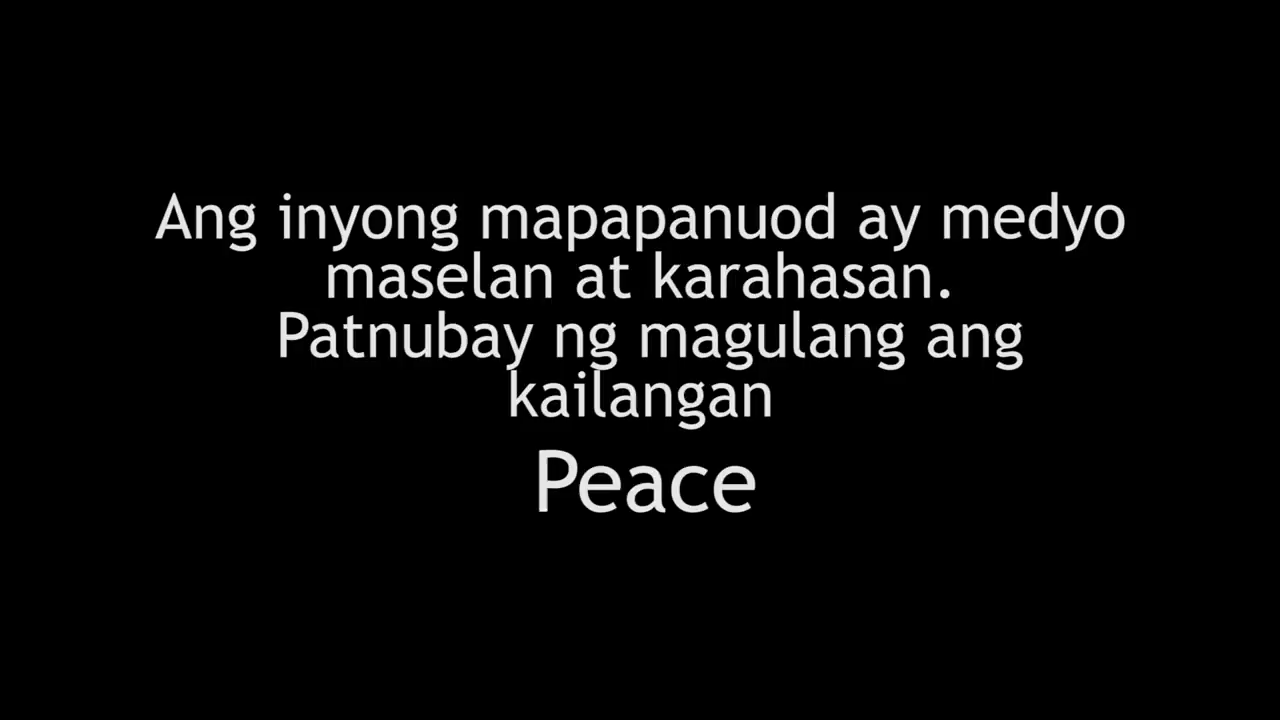 Ang inyong mapapanuod ay medyo
maselan at karahasan.
Patnubay ng magulang ang
kailangan
Peace